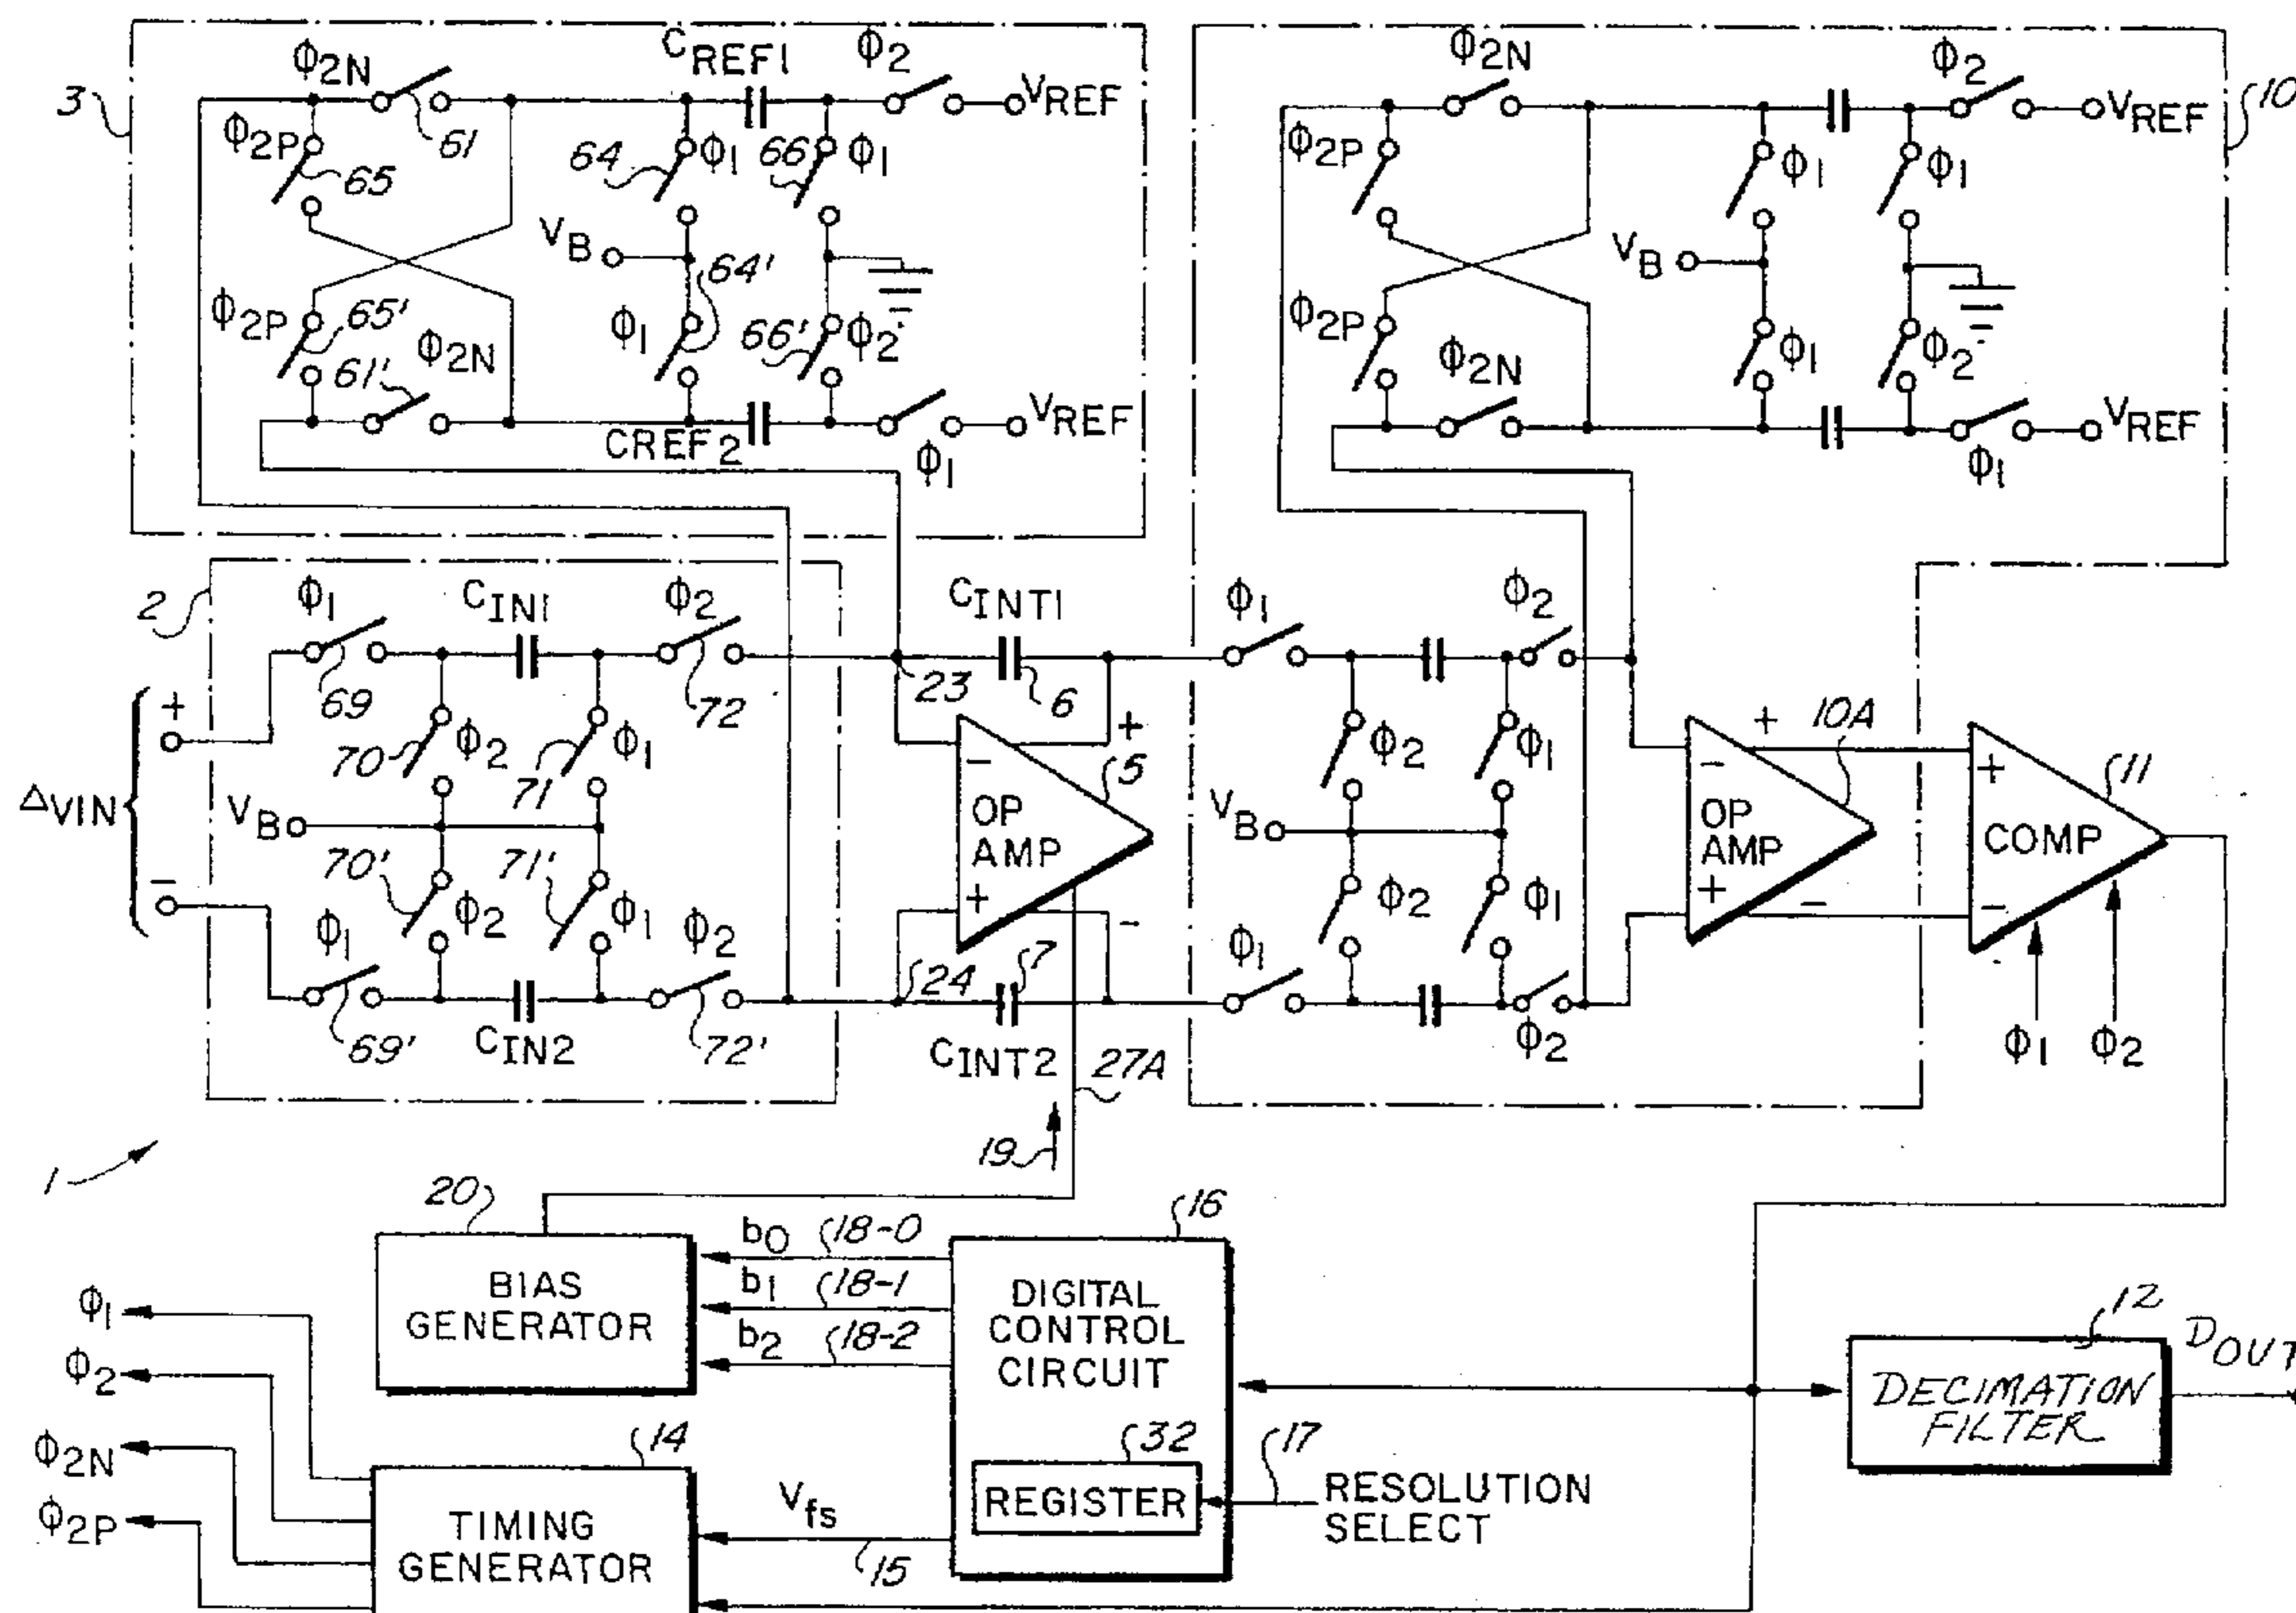 3
Φ2N
CREF1
Φ2
VREF
61
Φ2P
65
64
Φ1
66
Φ1
VB
64'
Φ2P
65'
Φ2N
61'
Φ1
66'
Φ2
CREF2
Φ1
VREF
10
Φ2N
Φ2
VREF
Φ2P
Φ1
Φ1
VB
Φ2P
Φ2N
Φ1
Φ2
VREF
Φ1
2
Φ1
CIN1
Φ2
69
72
+
70
Φ2
71
Φ1
ΔVIN
VB
70'
Φ2
71'
Φ1
−
Φ1
Φ2
69'
CIN2
72'
CINT1
23
6
+
5
−
OP
AMP
+
−
24
7
CINT2
27A
19
Φ1
Φ2
Φ2
Φ1
VB
Φ2
Φ1
Φ1
Φ2
+
10A
−
OP
AMP
+
−
11
+
COMP
−
Φ1
Φ2
1
20
BIAS
GENERATOR
b0
18-0
b1
18-1
b2
18-2
16
DIGITAL
CONTROL
CIRCUIT
32
REGISTER
17
RESOLUTION
SELECT
12
DECIMATION
FILTER
DOUT
Φ1
Φ2
Φ2N
Φ2P
14
TIMING
GENERATOR
Vfs
15